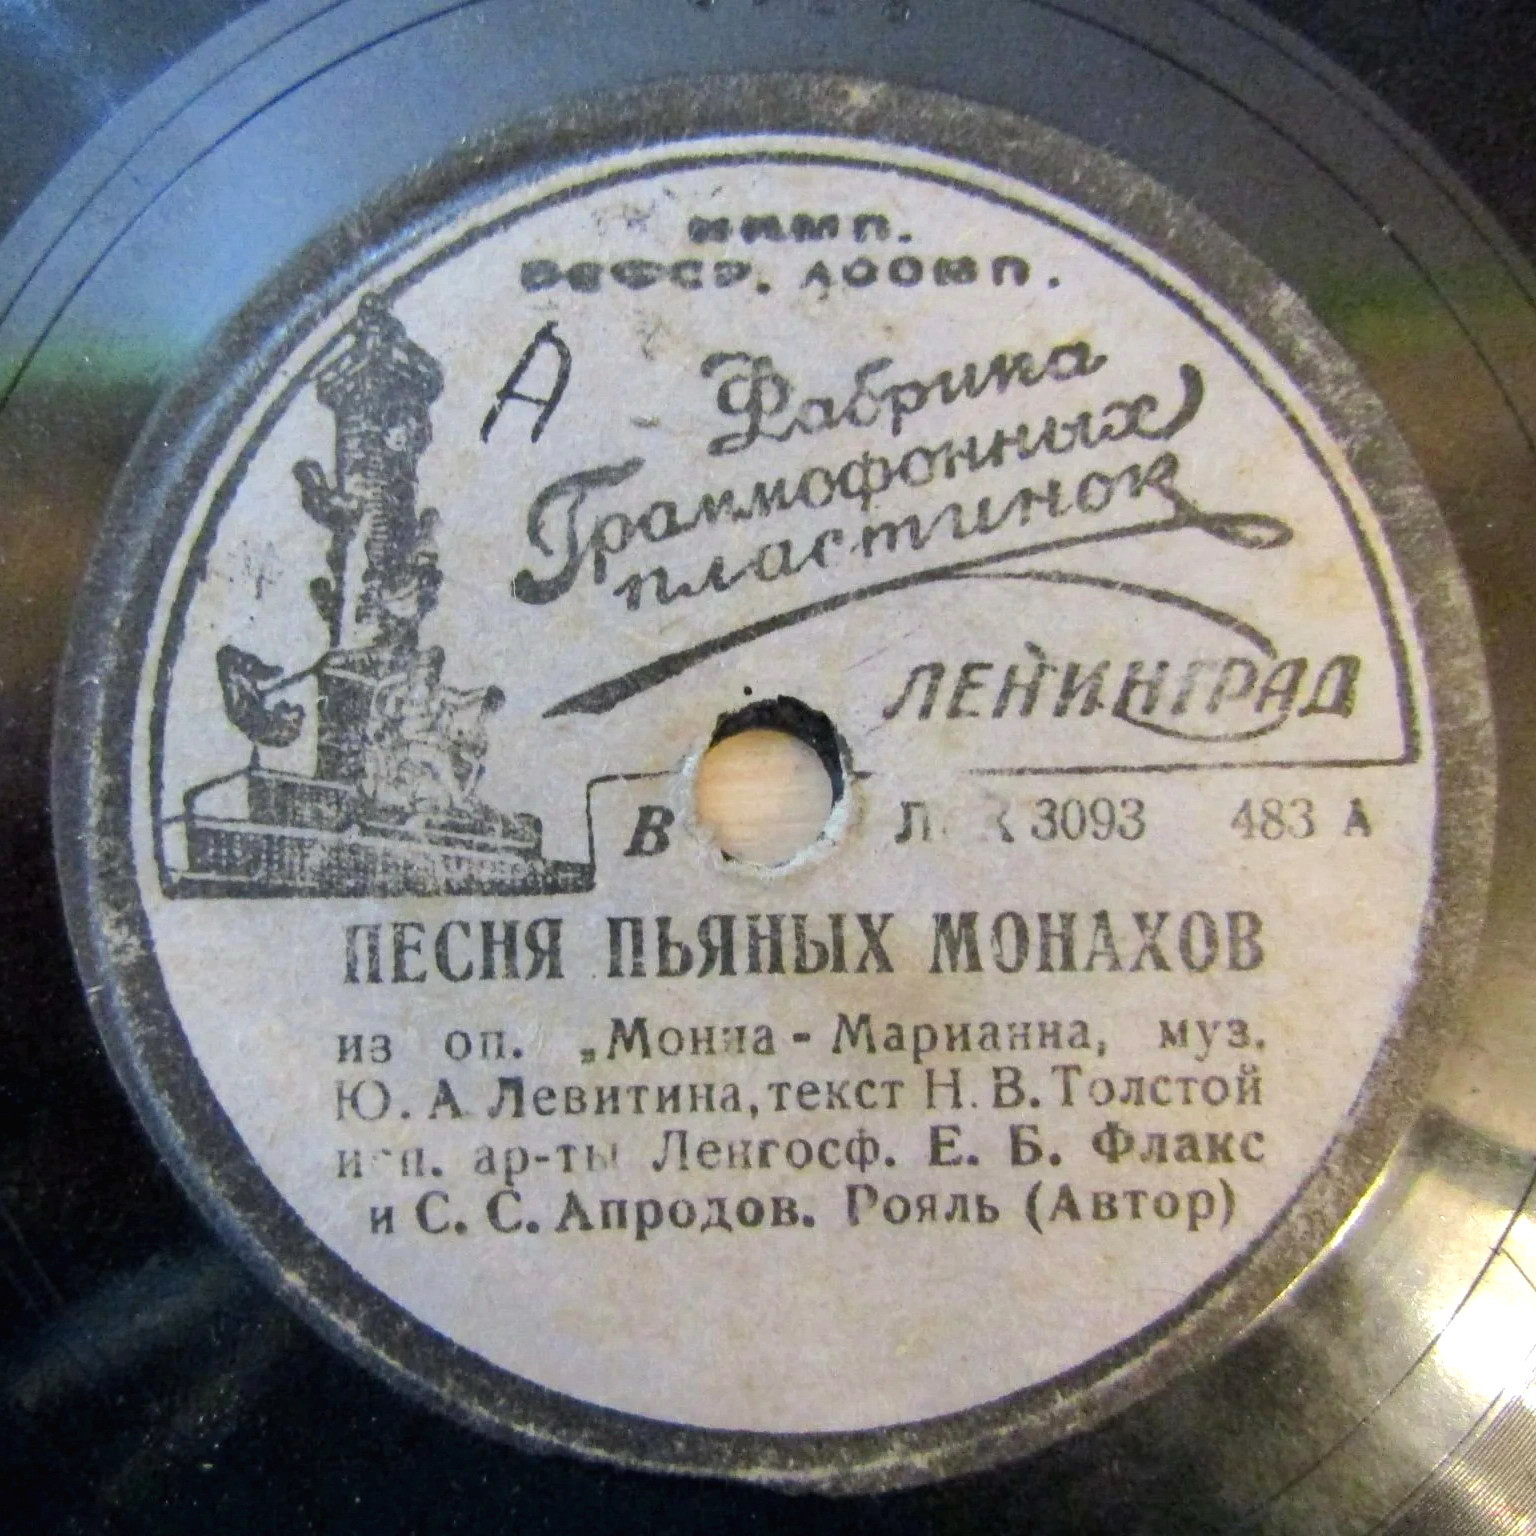 НКМП.
РСФСР.
А
Фабрика
Граммофонных
пластинок
ЛЕНИНГРАД
В 3093 483 А
ПЕСНЯ ПЬЯНЫХ МОНАХОВ
из оп. „Монна - Марианна, муз.
Ю. А. Левитина, текст Н. В. Толстой
исп. ар-ты Ленгосф. Е. Б. Флакс
и С. С. Апродов. Рояль (Автор)